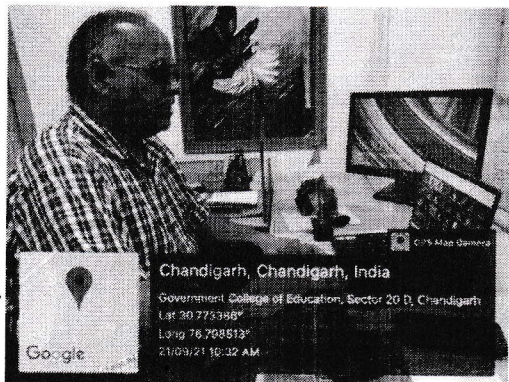 GPS Map Camera
Chandigarh, Chandigarh, India
Government College of Education, Sector 20 D, Chandigarh
Lat 30.773386°
Long 76.798513°
21/09/21 10:32 AM
Google